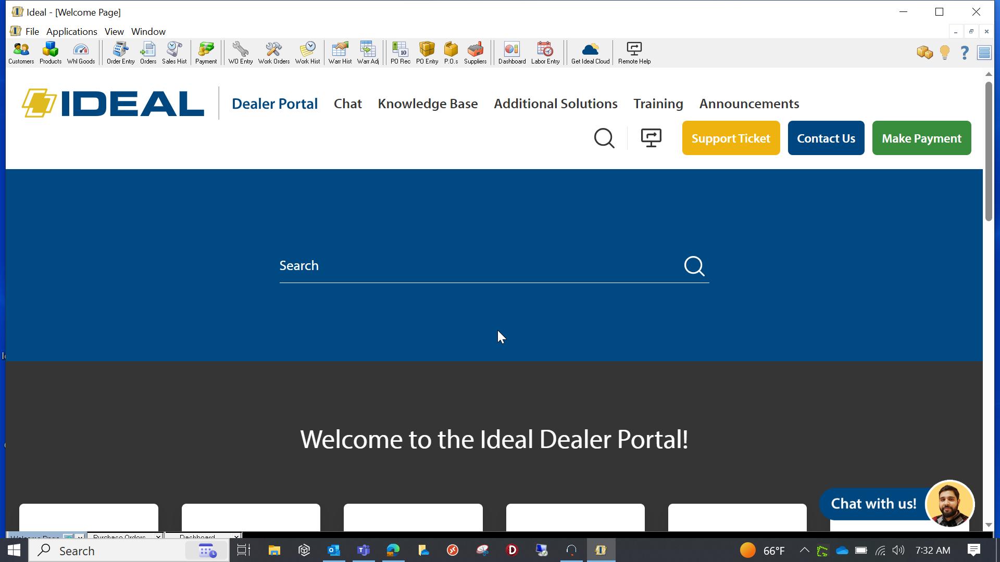 Ideal - [Welcome Page]
File Applications View Window
Customers Products Whl Goods Order Entry Orders Sales Hist Payment WO Entry Work Orders Work Hist Warr Hist Warr Adj PO Rec PO Entry P.O.s Suppliers Dashboard Labor Entry Get Ideal Cloud Remote Help
IDEAL
Dealer Portal Chat Knowledge Base Additional Solutions Training Announcements
Support Ticket Contact Us Make Payment
Search
Welcome to the Ideal Dealer Portal!
Chat with us!
Welcome Page Purchase Orders Dashboard
Search
66°F
7:32 AM